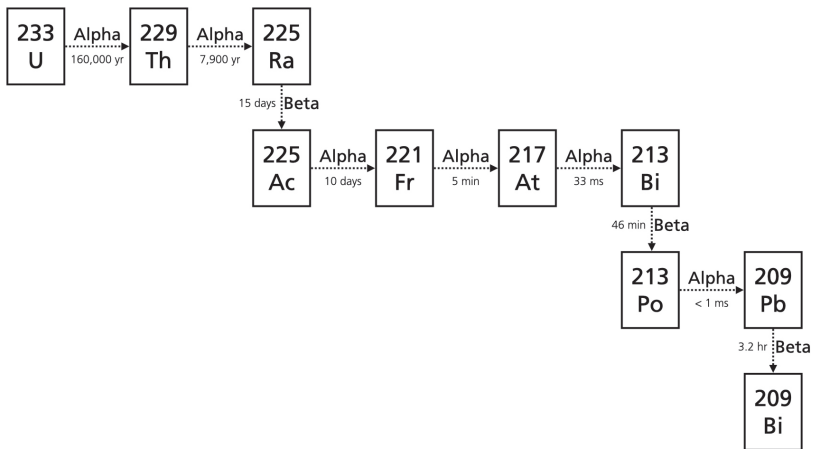 233
U
Alpha
160,000 yr
229
Th
Alpha
7,900 yr
225
Ra
15 days
Beta
225
Ac
Alpha
10 days
221
Fr
Alpha
5 min
217
At
Alpha
33 ms
213
Bi
46 min
Beta
213
Po
Alpha
< 1 ms
209
Pb
3.2 hr
Beta
209
Bi